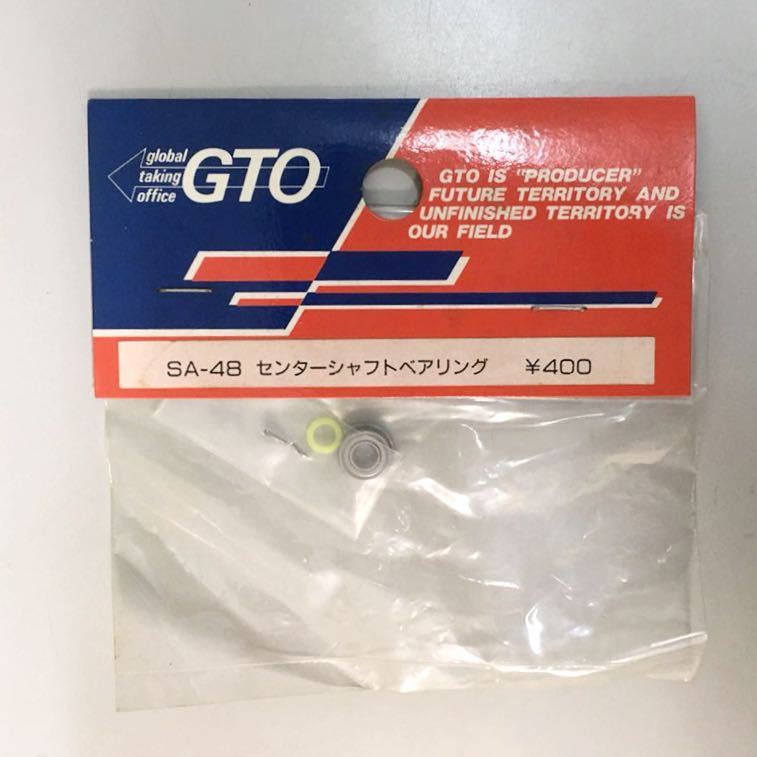 global
taking
office
GTO
GTO IS "PRODUCER"
FUTURE TERRITORY AND
UNFINISHED TERRITORY IS
OUR FIELD
SA-48 センターシャフトベアリング ¥400